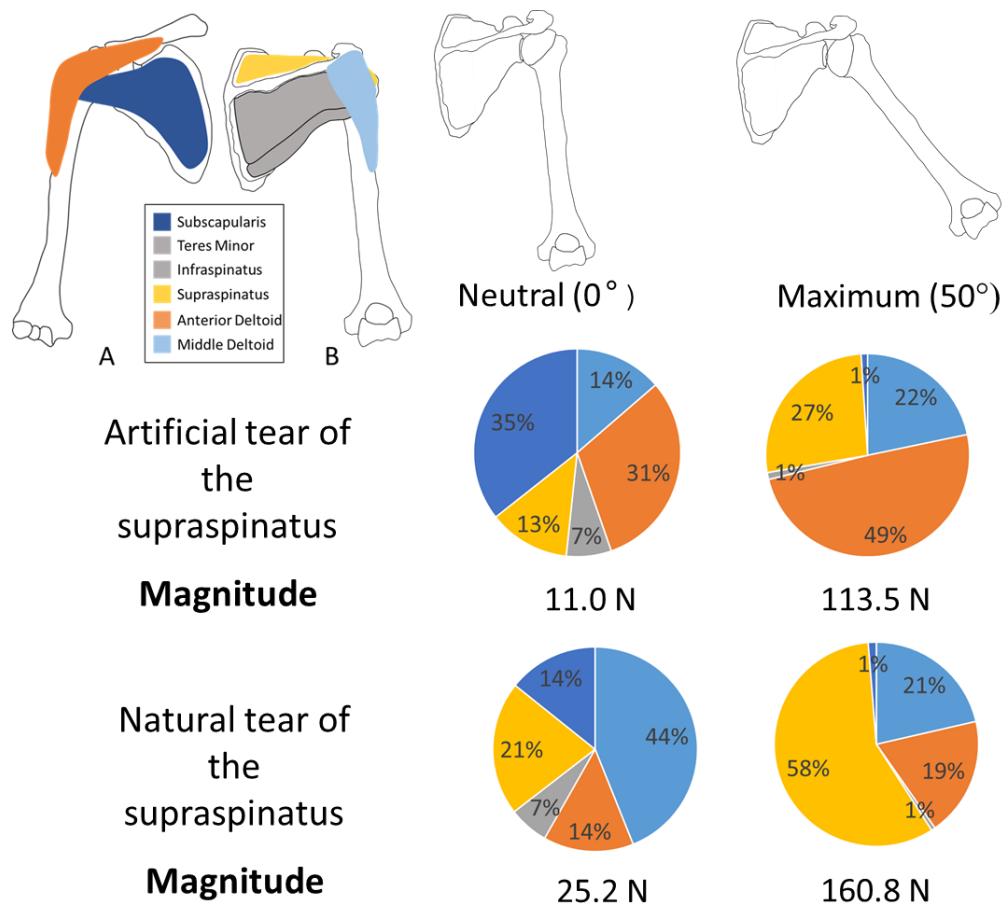 Subscapularis
Teres Minor
Infraspinatus
Supraspinatus
Anterior Deltoid
Middle Deltoid
A
B
Neutral (0°)
Maximum (50°)
Artificial tear of
the
supraspinatus
14%
31%
7%
13%
35%
1%
22%
49%
1%
27%
Magnitude
11.0 N
113.5 N
Natural tear of
the
supraspinatus
44%
14%
7%
21%
14%
1%
21%
19%
1%
58%
Magnitude
25.2 N
160.8 N